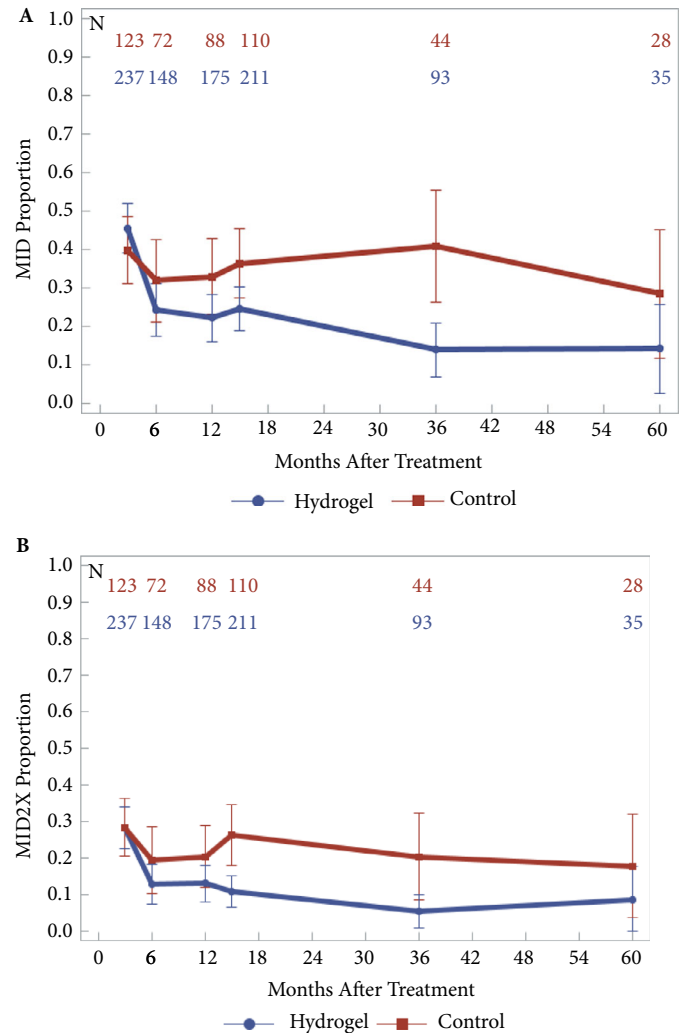 A
N
123 72 88 110 44 28
237 148 175 211 93 35
1.0
0.9
0.8
0.7
0.6
0.5
0.4
0.3
0.2
0.1
0.0
MID Proportion
0 6 12 18 24 30 36 42 48 54 60
Months After Treatment
Hydrogel Control
B
N
123 72 88 110 44 28
237 148 175 211 93 35
1.0
0.9
0.8
0.7
0.6
0.5
0.4
0.3
0.2
0.1
0.0
MID2X Proportion
0 6 12 18 24 30 36 42 48 54 60
Months After Treatment
Hydrogel Control